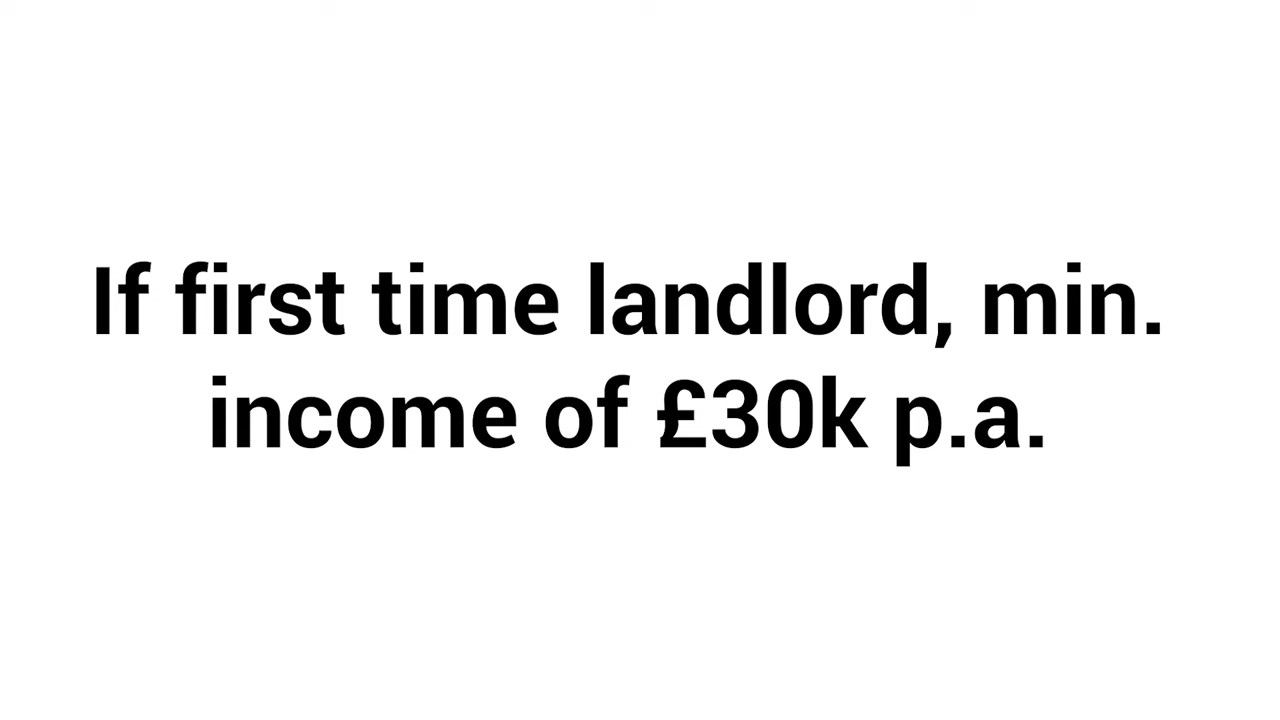 If first time landlord, min.
income of £30k p.a.